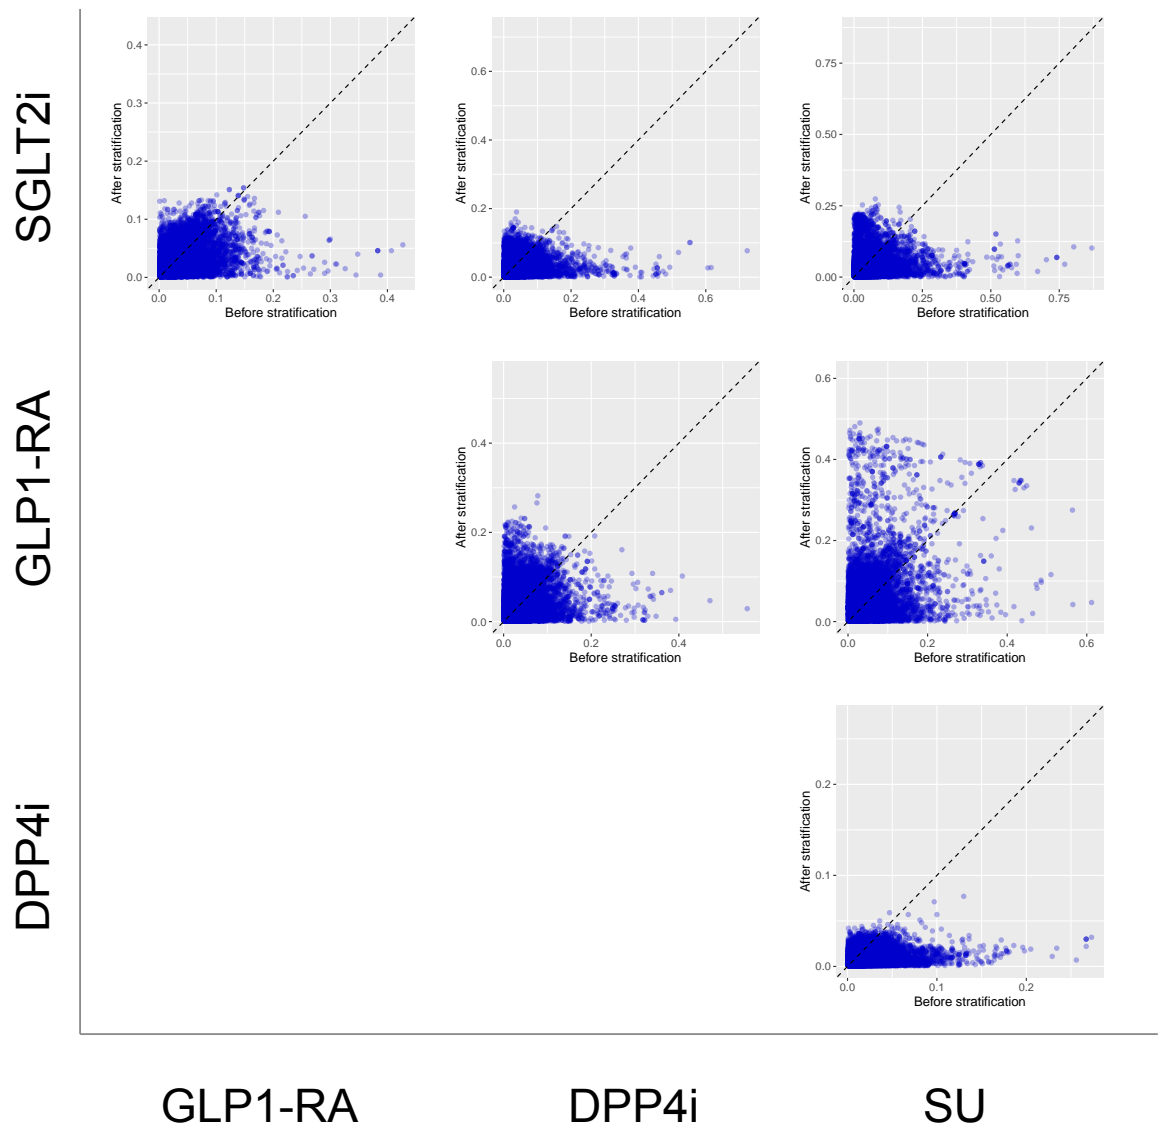 SGLT2i
After stratification
0.4
0.3
0.2
0.1
0.0
0.0 0.1 0.2 0.3 0.4
Before stratification
After stratification
0.6
0.4
0.2
0.0
0.0 0.2 0.4 0.6
Before stratification
After stratification
0.75
0.50
0.25
0.00
0.00 0.25 0.50 0.75
Before stratification
GLP1-RA
After stratification
0.4
0.2
0.0
0.0 0.2 0.4
Before stratification
After stratification
0.6
0.4
0.2
0.0
0.0 0.2 0.4 0.6
Before stratification
DPP4i
After stratification
0.2
0.1
0.0
0.0 0.1 0.2
Before stratification
GLP1-RA DPP4i SU